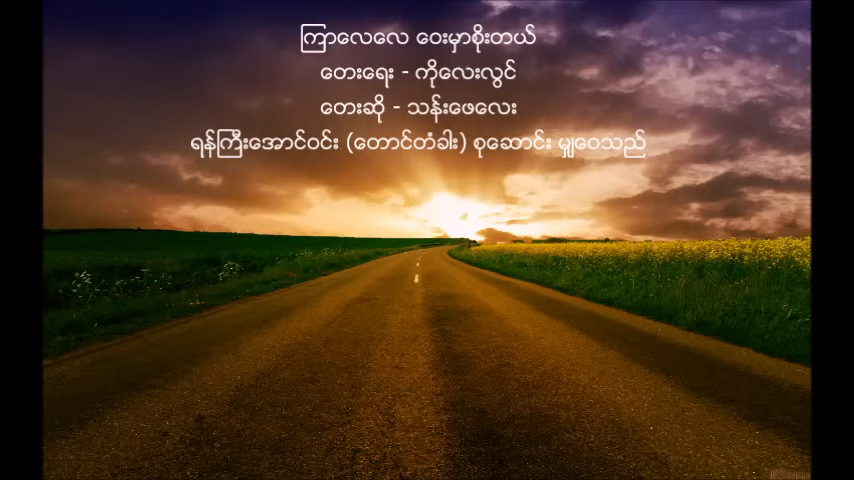 ကြာလေလေ ဝေးမှာစိုးတယ်
တေးရေး - ကိုလေးလွင်
တေးဆို - သန်းဖေလေး
ရန်ကြီးအောင်ဝင်း (တောင်တံခါး) စုဆောင်း မျှဝေသည်